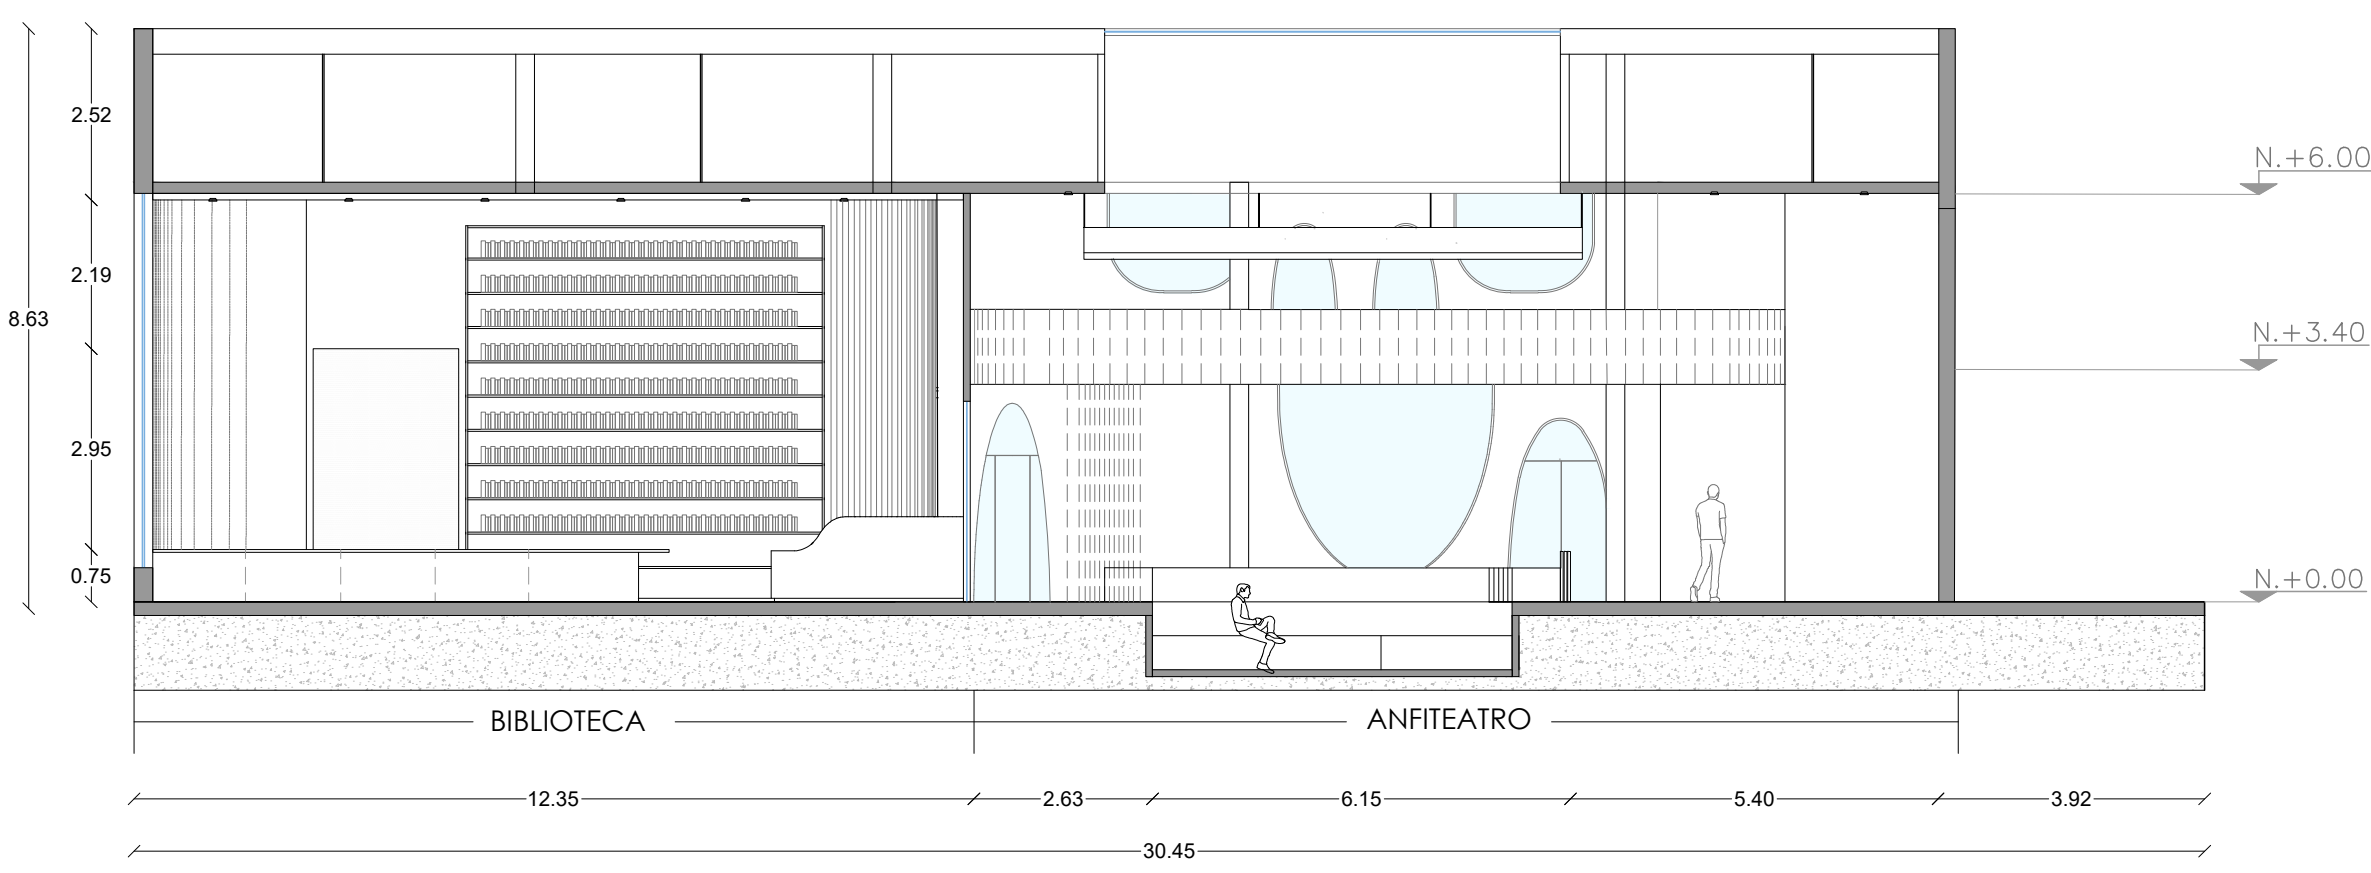 2.52
N.+6.00
2.19
8.63
N.+3.40
2.95
0.75
N.+0.00
BIBLIOTECA
ANFITEATRO
12.35 2.63 6.15 5.40 3.92
30.45